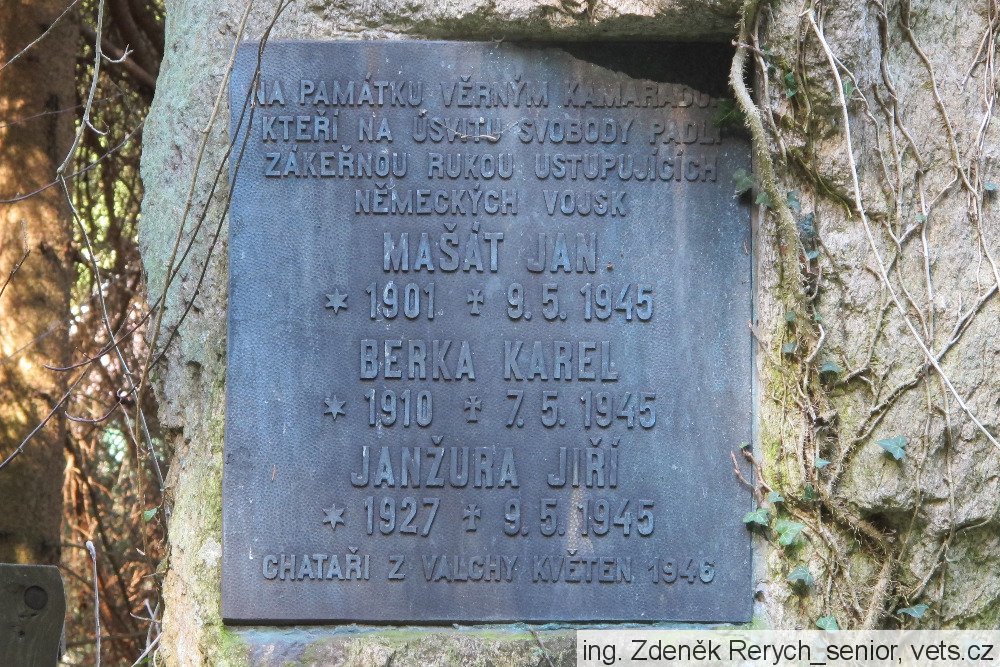 NA PAMÁTKU VĚRNÝM KAMARÁDŮM
KTEŘÍ NA ÚSVITU SVOBODY PADLI
ZÁKEŘNOU RUKOU USTUPUJÍCÍCH
NĚMECKÝCH VOJSK
MAŠÁT JAN
* 1901 ✝ 9. 5. 1945
BERKA KAREL
* 1910 ✝ 7. 5. 1945
JANŽURA JIŘÍ
* 1927 ✝ 9. 5. 1945
CHATAŘI Z VALCHY KVĚTEN 1946
ing. Zdeněk Rerych_senior, vets.cz